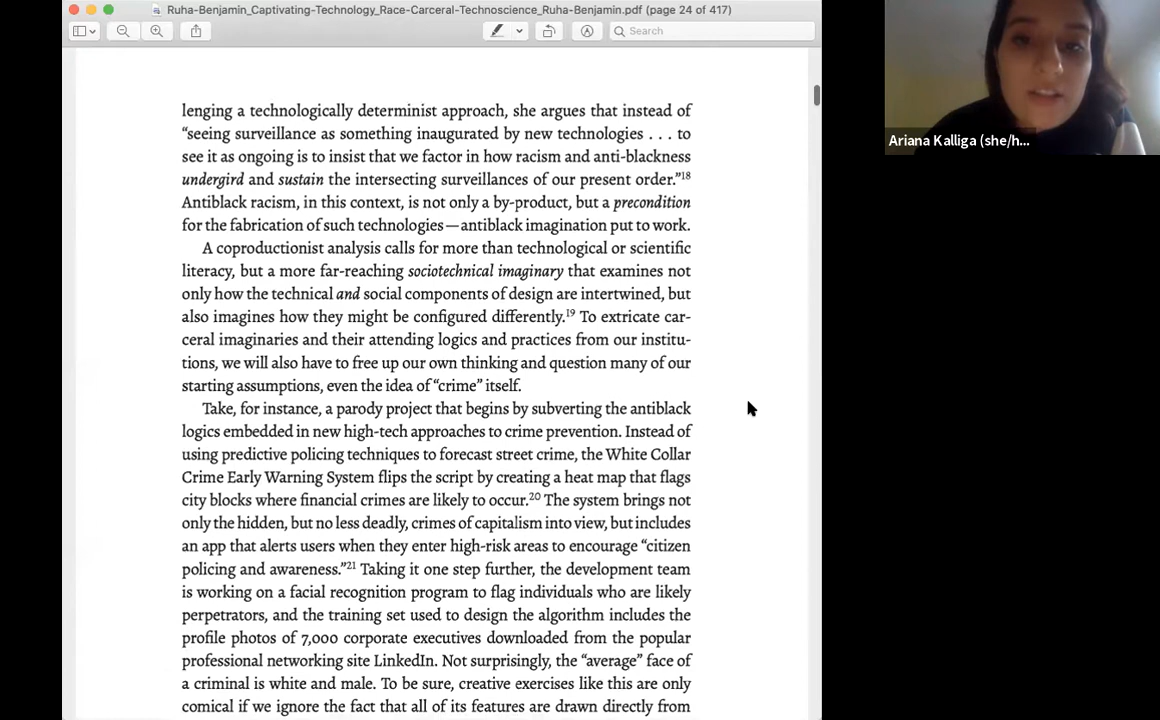 Ruha-Benjamin_Captivating-Technology_Race-Carceral-Technoscience_Ruha-Benjamin.pdf (page 24 of 417)
Search
lenging a technologically determinist approach, she argues that instead of
“seeing surveillance as something inaugurated by new technologies . . . to
see it as ongoing is to insist that we factor in how racism and anti-blackness
undergird and sustain the intersecting surveillances of our present order.”18
Antiblack racism, in this context, is not only a by-product, but a precondition
for the fabrication of such technologies—antiblack imagination put to work.
A coproductionist analysis calls for more than technological or scientific
literacy, but a more far-reaching sociotechnical imaginary that examines not
only how the technical and social components of design are intertwined, but
also imagines how they might be configured differently.19 To extricate car-
ceral imaginaries and their attending logics and practices from our institu-
tions, we will also have to free up our own thinking and question many of our
starting assumptions, even the idea of “crime” itself.
Take, for instance, a parody project that begins by subverting the antiblack
logics embedded in new high-tech approaches to crime prevention. Instead of
using predictive policing techniques to forecast street crime, the White Collar
Crime Early Warning System flips the script by creating a heat map that flags
city blocks where financial crimes are likely to occur.20 The system brings not
only the hidden, but no less deadly, crimes of capitalism into view, but includes
an app that alerts users when they enter high-risk areas to encourage “citizen
policing and awareness.”21 Taking it one step further, the development team
is working on a facial recognition program to flag individuals who are likely
perpetrators, and the training set used to design the algorithm includes the
profile photos of 7,000 corporate executives downloaded from the popular
professional networking site LinkedIn. Not surprisingly, the “average” face of
a criminal is white and male. To be sure, creative exercises like this are only
comical if we ignore the fact that all of its features are drawn directly from
Ariana Kalliga (she/h...